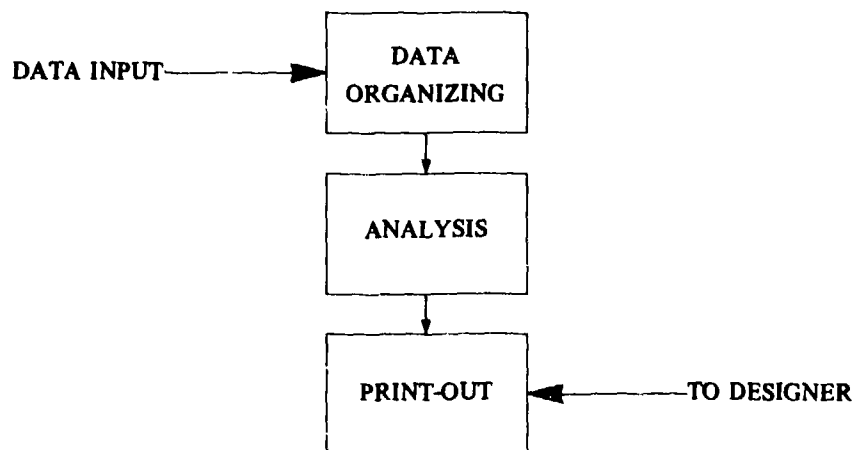 DATA INPUT
DATA
ORGANIZING
ANALYSIS
PRINT-OUT
TO DESIGNER